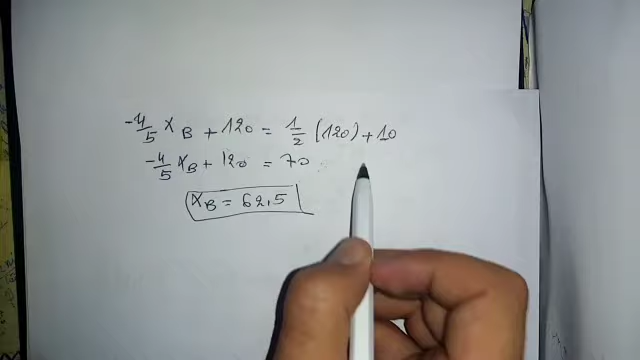 -4/5 X_B + 120 = 1/2 (120) + 10
-4/5 X_B + 120 = 70
X_B = 62,5